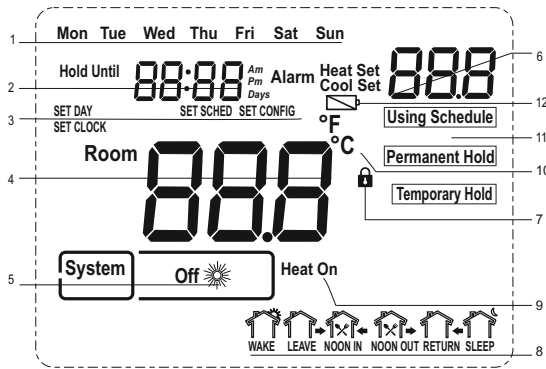 Mon Tue Wed Thu Fri Sat Sun
1
6
Hold Until 88:88 Am Pm Days Alarm Heat Set Cool Set 88.8
2
12
SET DAY SET SCHED SET CONFIG
SET CLOCK
3
°F
°C
Using Schedule
11
Room 888.8
Permanent Hold
10
4
Temporary Hold
7
System Off Heat On
5
9
WAKE LEAVE NOON IN NOON OUT RETURN SLEEP
8